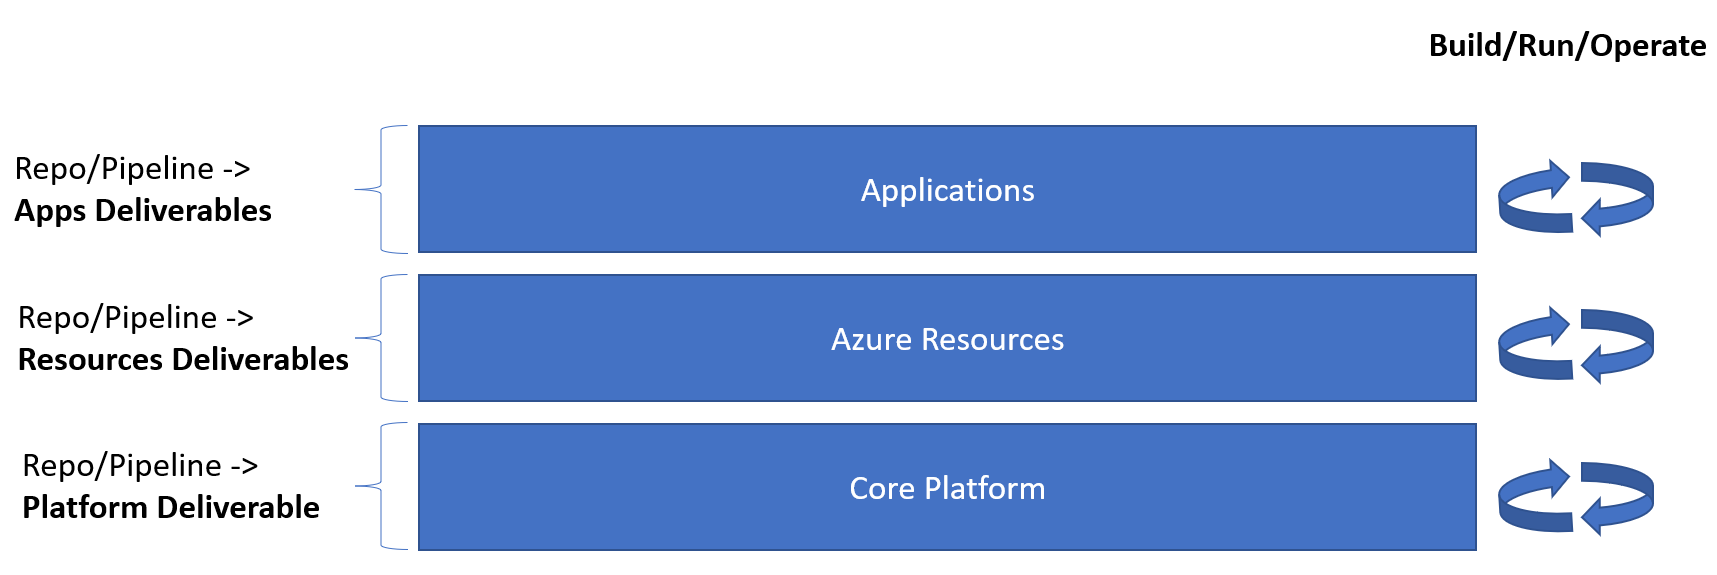 Build/Run/Operate
Repo/Pipeline ->
Apps Deliverables
Applications
Repo/Pipeline ->
Resources Deliverables
Azure Resources
Repo/Pipeline ->
Platform Deliverable
Core Platform